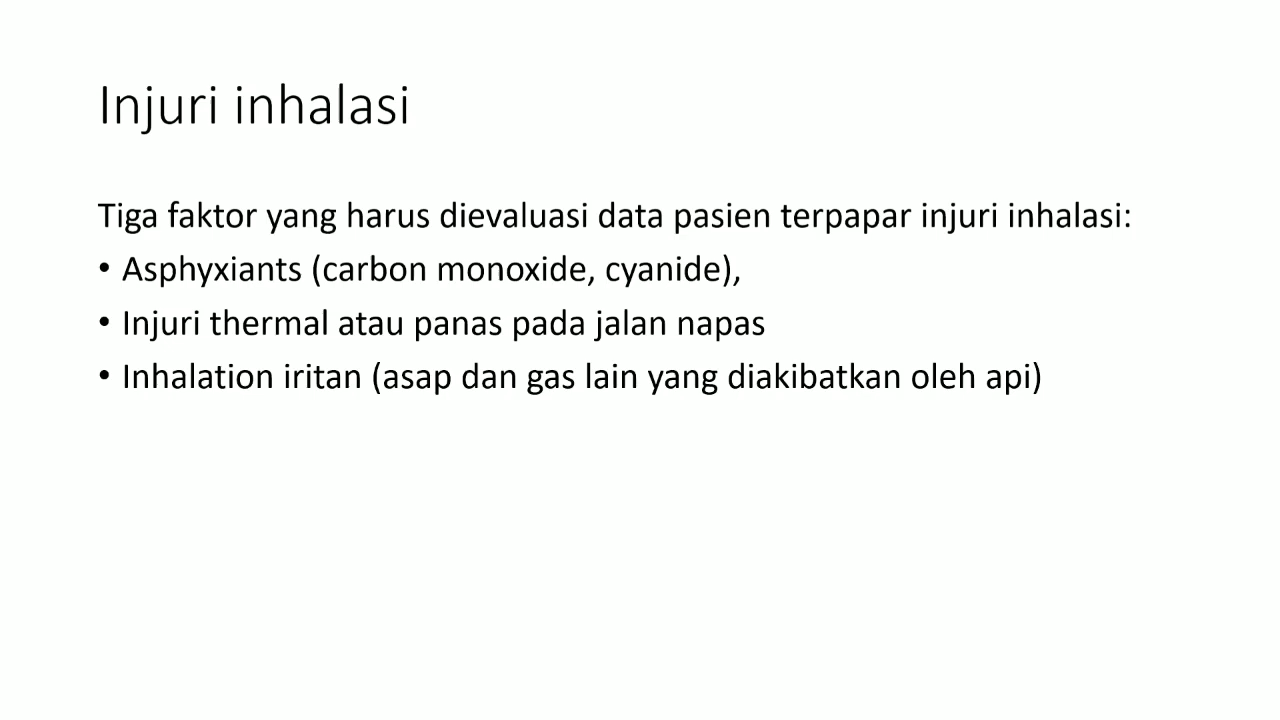 Injuri inhalasi
Tiga faktor yang harus dievaluasi data pasien terpapar injuri inhalasi:
• Asphyxiants (carbon monoxide, cyanide),
• Injuri thermal atau panas pada jalan napas
• Inhalation iritan (asap dan gas lain yang diakibatkan oleh api)